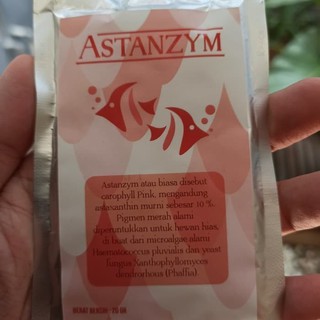 ASTANZYM
Astanzym atau biasa disebut
carophyll Pink, mengandung
astaxanthin murni sebesar 10 %.
Pigmen merah alami
diperuntukkan untuk hewan hias,
di buat dari microalgae alami
Haematococcus pluvialis dan yeast
fungus Xanthophyllomyces
dendrorhous (Phaffia).